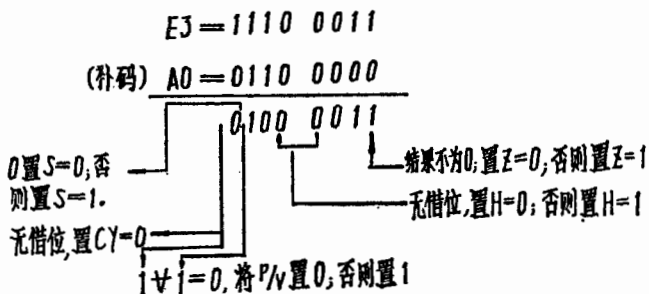 E3=1110 0011
(补码) A0=0110 0000
0100 0011
0置S=0;否
则置S=1.
结果不为0;置Z=0;否则置Z=1
无借位,置H=0;否则置H=1
无借位,置CY=0
1∀1=0, 将P/V置0;否则置1